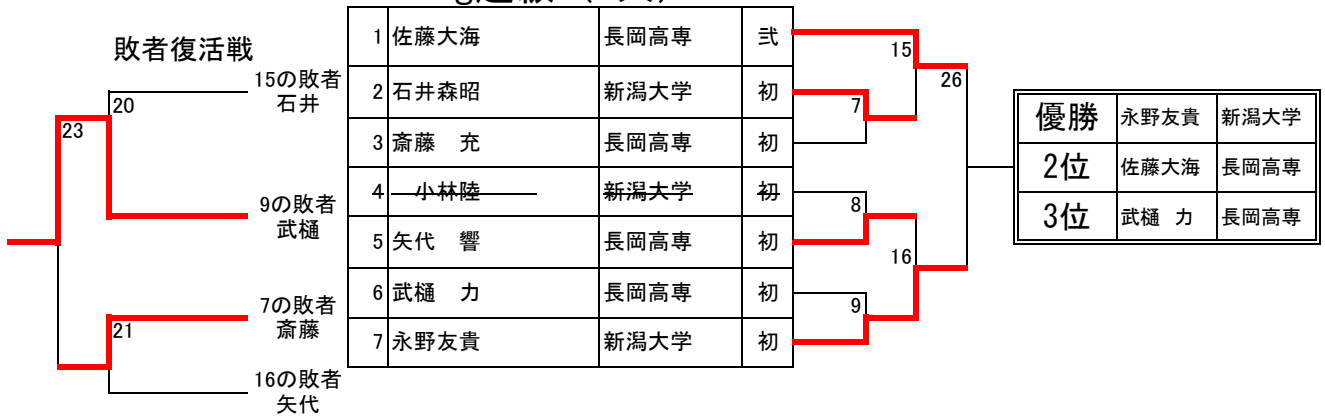 敗者復活戦
15の敗者
石井
20
23
9の敗者
武樋
7の敗者
斎藤
21
16の敗者
矢代
1 佐藤大海 長岡高専 弐
2 石井森昭 新潟大学 初
3 斎藤 充 長岡高専 初
4 小林陸 新潟大学 初
5 矢代 響 長岡高専 初
6 武樋 力 長岡高専 初
7 永野友貴 新潟大学 初
15
7
26
8
16
9
優勝 永野友貴 新潟大学
2位 佐藤大海 長岡高専
3位 武樋 力 長岡高専